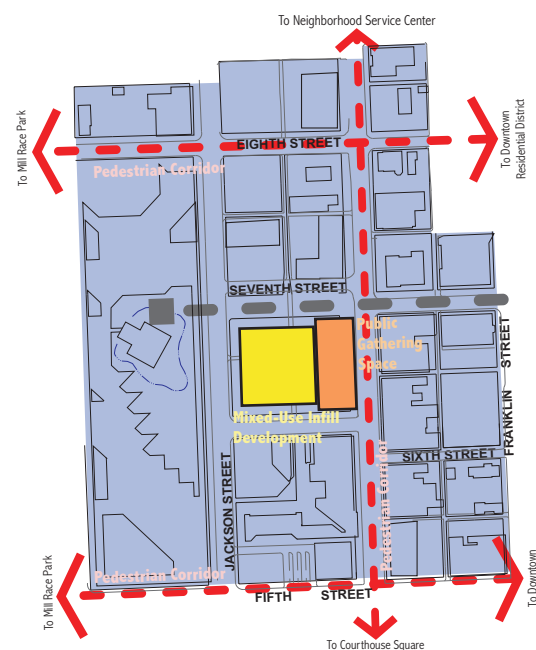 To Neighborhood Service Center
To Mill Race Park
To Downtown
Residential District
EIGHTH STREET
Pedestrian Corridor
SEVENTH STREET
Public
Gathering
Space
Mixed-Use Infill
Development
FRANKLIN STREET
SIXTH STREET
JACKSON STREET
Pedestrian Corridor
To Mill Race Park
Pedestrian Corridor
FIFTH STREET
To Downtown
To Courthouse Square